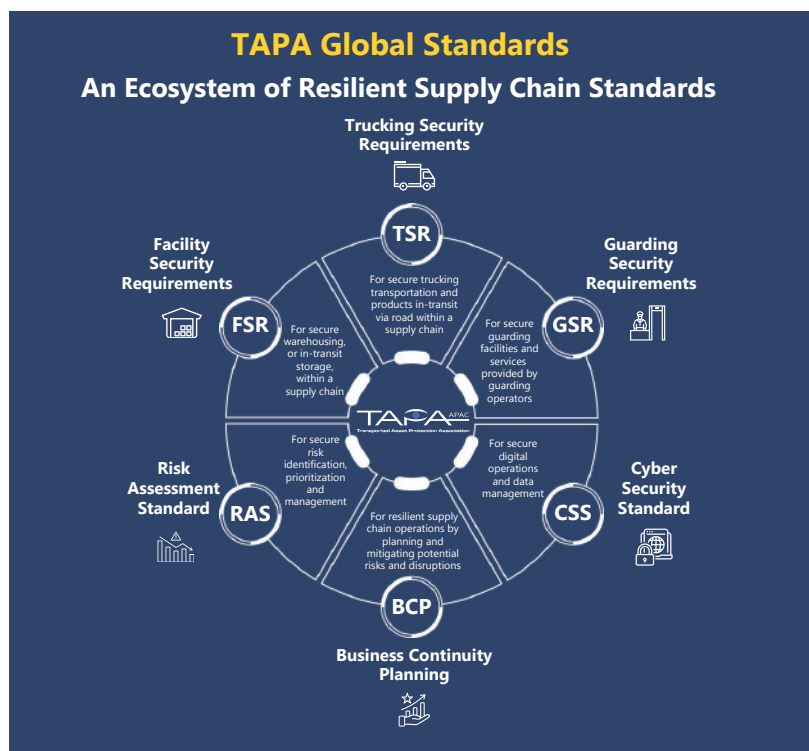 TAPA Global Standards
An Ecosystem of Resilient Supply Chain Standards
Trucking Security
Requirements
TSR
For secure trucking
transportation and
products in-transit
via road within a
supply chain
Facility
Security
Requirements
FSR
For secure
warehousing,
or in-transit
storage,
within a
supply chain
Guarding
Security
Requirements
GSR
For secure
guarding
facilities and
services
provided by
guarding
operators
TAPA APAC
Transported Asset Protection Association
Risk
Assessment
Standard
RAS
For secure
risk
identification,
prioritization
and
management
Cyber
Security
Standard
CSS
For secure
digital
operations
and data
management
For resilient supply
chain operations by
planning and
mitigating potential
risks and disruptions
BCP
Business Continuity
Planning